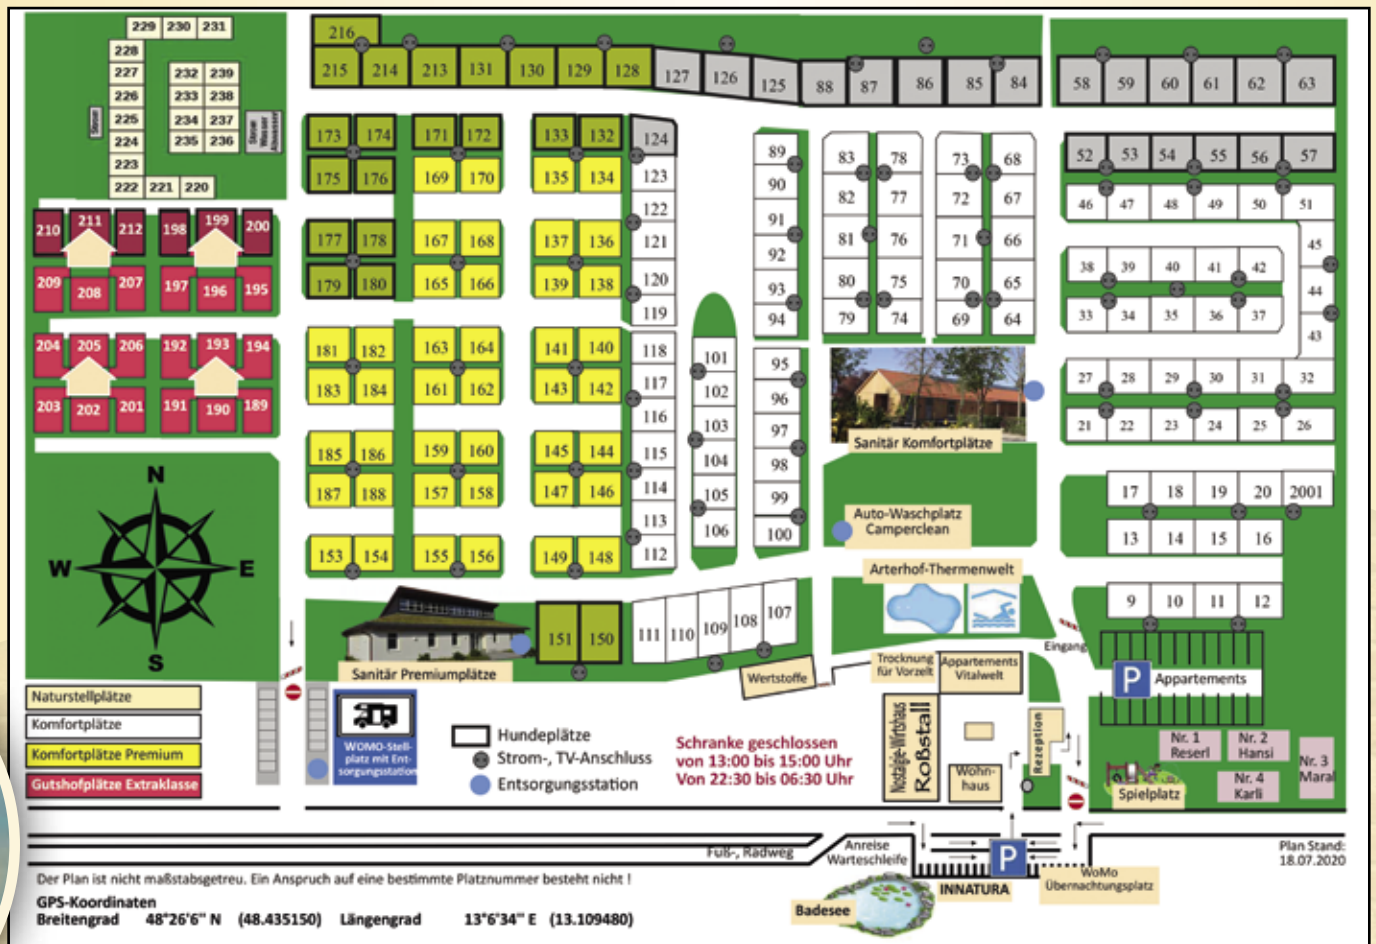 229 230 231
228
227 232 239
226 233 238
225 234 237
224 235 236
223
222 221 220
Strom
Strom Wasser Abwasser
216
215 214 213 131 130 129 128 127 126 125 88 87 86 85 84
58 59 60 61 62 63
173 174 171 172 133 132 124
175 176 169 170 135 134 123
122
177 178 167 168 137 136 121
179 180 165 166 139 138 120
119
181 182 163 164 141 140 118
183 184 161 162 143 142 117
116
185 186 159 160 145 144 115
187 188 157 158 147 146 114
113
153 154 155 156 149 148 112
151 150 111 110 109 108 107
101
102
103
104
105
106
89
90
91
92
93
94
95
96
97
98
99
100
83 78 73 68
82 77 72 67
81 76 71 66
80 75 70 65
79 74 69 64
52 53 54 55 56 57
46 47 48 49 50 51
45
38 39 40 41 42
44
33 34 35 36 37
43
27 28 29 30 31 32
21 22 23 24 25 26
17 18 19 20 2001
13 14 15 16
9 10 11 12
210 211 212 198 199 200
209 208 207 197 196 195
204 205 206 192 193 194
203 202 201 191 190 189
N
W E
S
Sanitär Komfortplätze
Auto-Waschplatz
Camperclean
Arterhof-Thermenwelt
Eingang
Sanitär Premiumplätze
Wertstoffe
Trocknung
für Vorzelt
Appartements
Vitalwelt
P Appartements
Naturstellplätze
Komfortplätze
Komfortplätze Premium
Gutshofplätze Extraklasse
WOMO-Stell-
platz mit Ent-
sorgungsstation
Hundeplätze
Strom-, TV-Anschluss
Entsorgungsstation
Schranke geschlossen
von 13:00 bis 15:00 Uhr
Von 22:30 bis 06:30 Uhr
Nostalgie-Wirtshaus
Roßstall
Wohn-
haus
Rezeption
Nr. 1
Reserl
Nr. 2
Hansi
Nr. 3
Maral
Nr. 4
Karli
Spielplatz
Fuß-, Radweg
Anreise
Warteschleife
P
INNATURA
WoMo
Übernachtungsplatz
Badesee
Plan Stand:
18.07.2020
Der Plan ist nicht maßstabsgetreu. Ein Anspruch auf eine bestimmte Platznummer besteht nicht !
GPS-Koordinaten
Breitengrad 48°26'6" N (48.435150) Längengrad 13°6'34" E (13.109480)